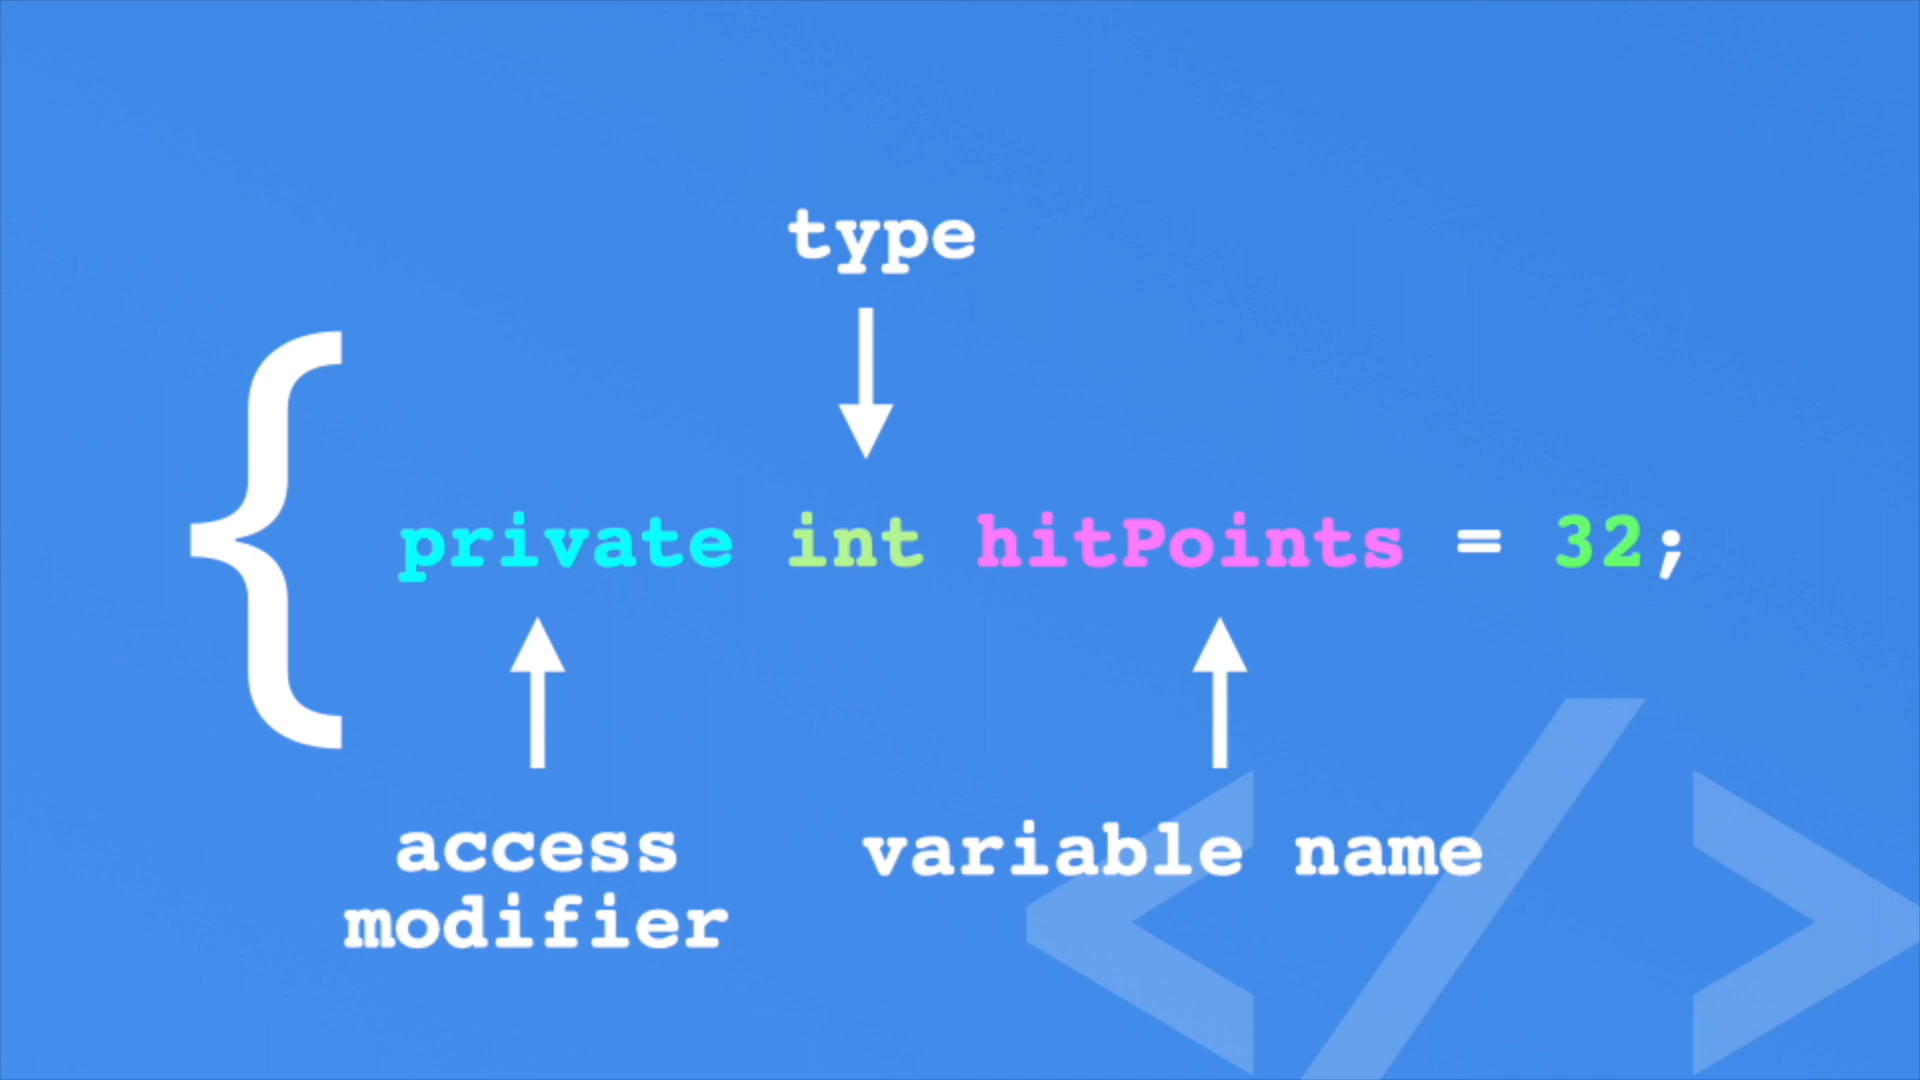 type
{
private int hitPoints = 32;
access
modifier
variable name
</>